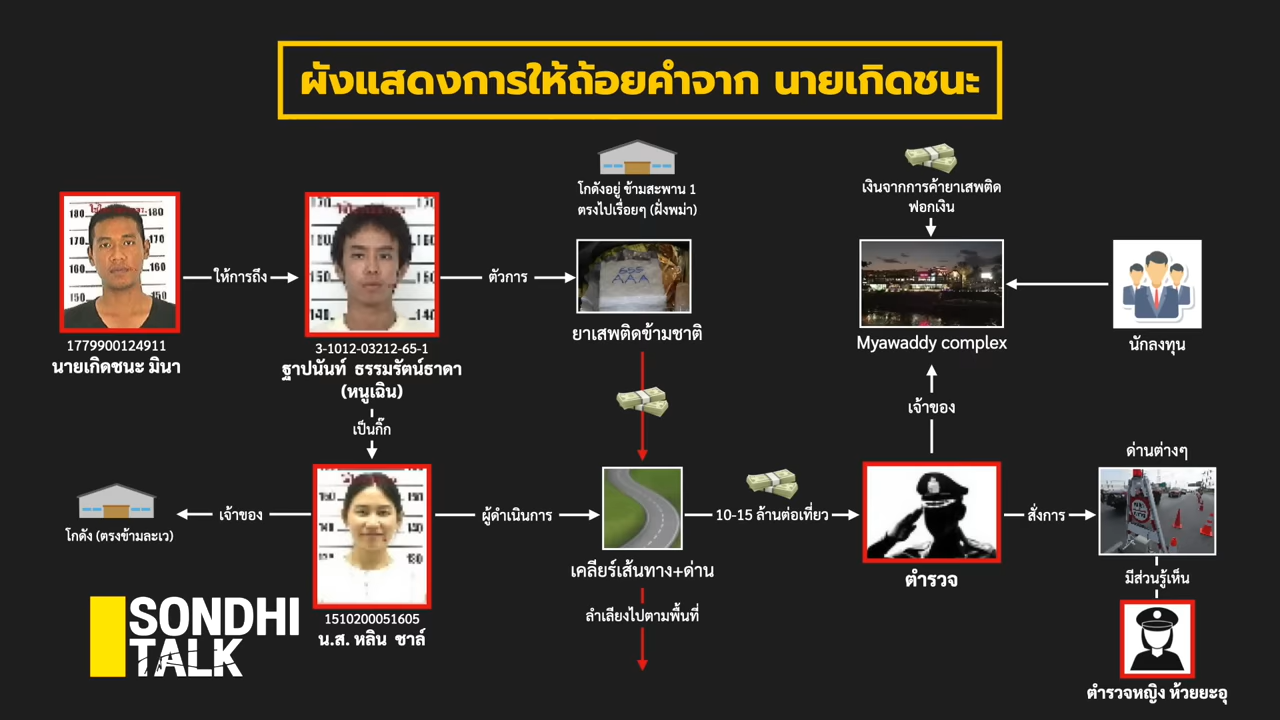 ผังแสดงการให้ถ้อยคำจาก นายเกิดชนะ
โกดังอยู่ ข้ามสะพาน 1
ตรงไปเรื่อยๆ (ฝั่งพม่า)
เงินจากการค้ายาเสพติด
ฟอกเงิน
ให้การถึง
ตัวการ
555
AAA
1779900124911
นายเกิดชนะ มินา
3-1012-03212-65-1
ฐาปนันท์ ธรรมรัตน์ธาดา
(หนูเฉิน)
ยาเสพติดข้ามชาติ
Myawaddy complex
นักลงทุน
เป็นกิ๊ก
เจ้าของ
ด่านต่างๆ
โกดัง (ตรงข้ามละเว)
เจ้าของ
ผู้ดำเนินการ
10-15 ล้านต่อเที่ยว
สั่งการ
เคลียร์เส้นทาง+ด่าน
ตำรวจ
มีส่วนรู้เห็น
ลำเลียงไปตามพื้นที่
1510200051605
น.ส. หลิน ชาล์
SONDHI
TALK
ตำรวจหญิง ห้วยยะอุ